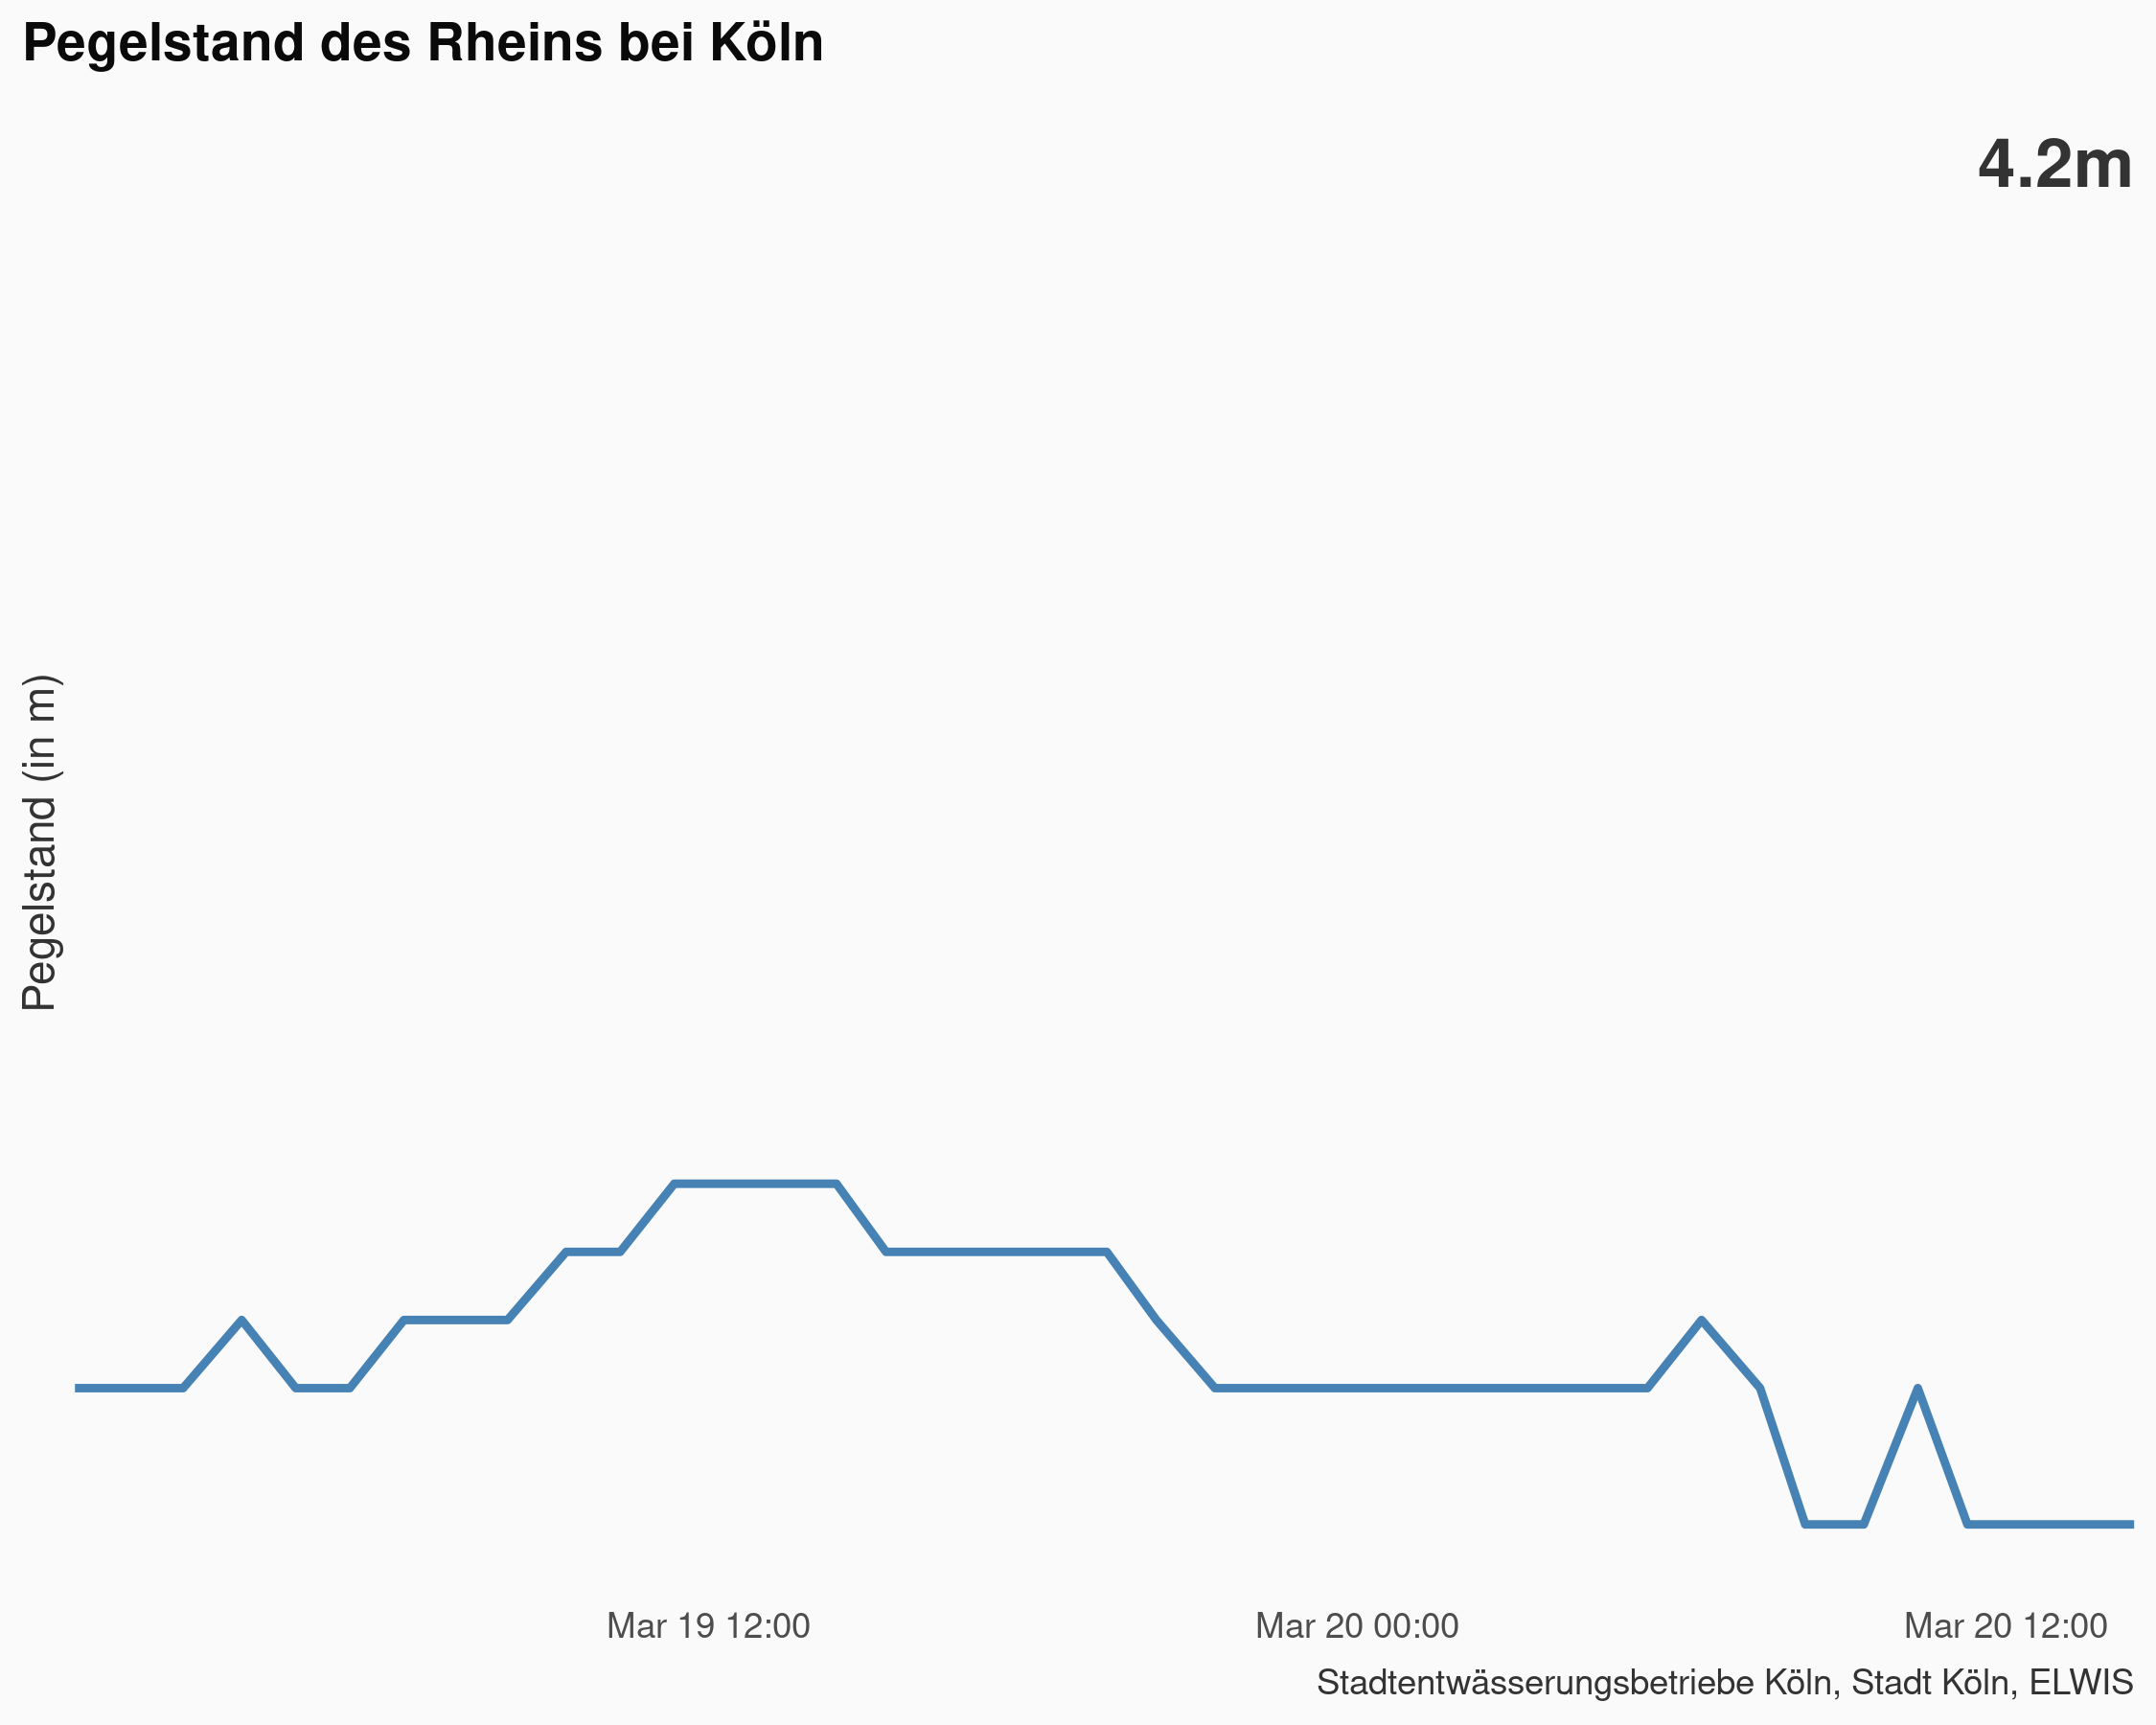 Pegelstand des Rheins bei Köln
4.2m
Pegelstand (in m)
Mar 19 12:00
Mar 20 00:00
Mar 20 12:00
Stadtentwässerungsbetriebe Köln, Stadt Köln, ELWIS